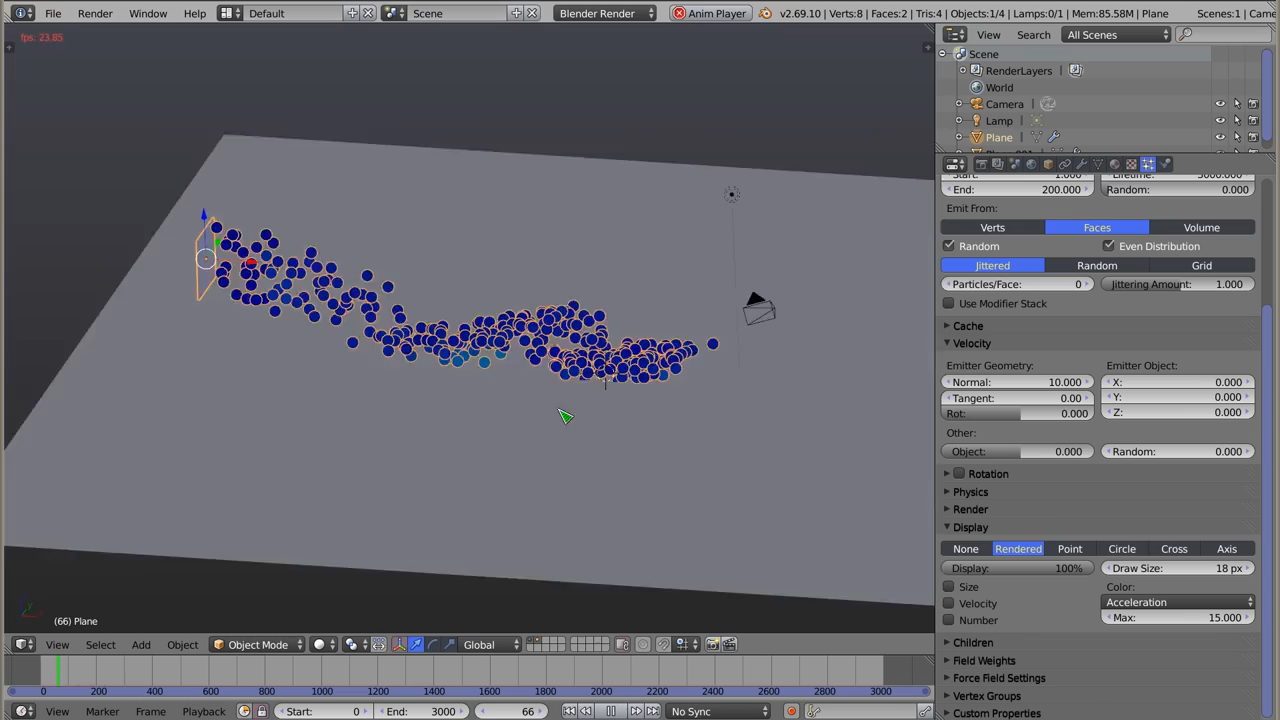 File Render Window Help Default Scene Blender Render Anim Player v2.69.10 | Verts:8 | Faces:2 | Tris:4 | Objects:1/4 | Lamps:0/1 | Mem:85.58M | Plane Scenes:1 | Came
fps: 23.85
View Search All Scenes
Scene
RenderLayers
World
Camera
Lamp
Plane
End: 200.000 Random: 0.000
Emit From:
Verts Faces Volume
Random Even Distribution
Jittered Random Grid
Particles/Face: 0 Jittering Amount: 1.000
Use Modifier Stack
Cache
Velocity
Emitter Geometry: Emitter Object:
Normal: 10.000 X: 0.000
Tangent: 0.00 Y: 0.000
Rot: 0.000 Z: 0.000
Other:
Object: 0.000 Random: 0.000
Rotation
Physics
Render
Display
None Rendered Point Circle Cross Axis
Display: 100% Draw Size: 18 px
Size Color:
Velocity Acceleration
Number Max: 15.000
Children
Field Weights
Force Field Settings
Vertex Groups
Custom Properties
(66) Plane
View Select Add Object Object Mode Global
0 200 400 600 800 1000 1200 1400 1600 1800 2000 2200 2400 2600 2800 3000
View Marker Frame Playback Start: 0 End: 3000 66 No Sync